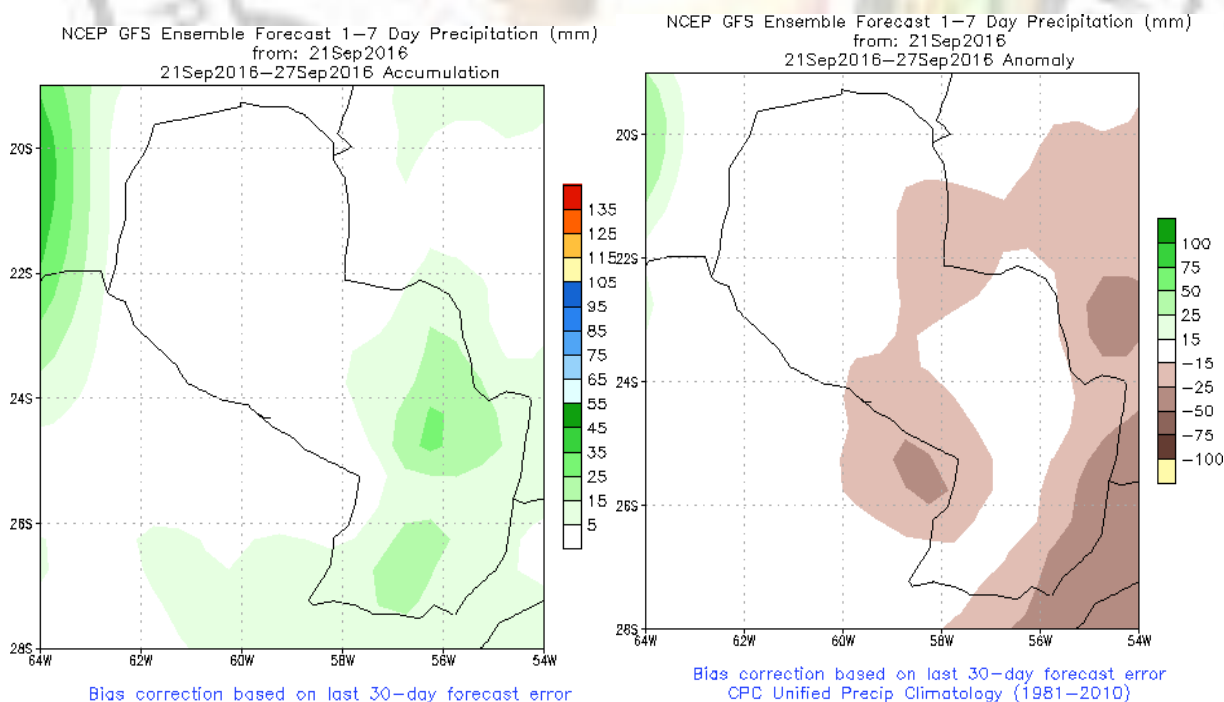 NCEP GFS Ensemble Forecast 1-7 Day Precipitation (mm)
from: 21Sep2016
21Sep2016-27Sep2016 Accumulation
20S
22S
24S
26S
28S
64W
62W
60W
58W
56W
54W
135
125
115
105
95
85
75
65
55
45
35
25
15
5
Bias correction based on last 30-day forecast error
NCEP GFS Ensemble Forecast 1-7 Day Precipitation (mm)
from: 21Sep2016
21Sep2016-27Sep2016 Anomaly
20S
22S
24S
26S
28S
64W
62W
60W
58W
56W
54W
100
75
50
25
15
-15
-25
-50
-75
-100
Bias correction based on last 30-day forecast error
CPC Unified Precip Climatology (1981-2010)